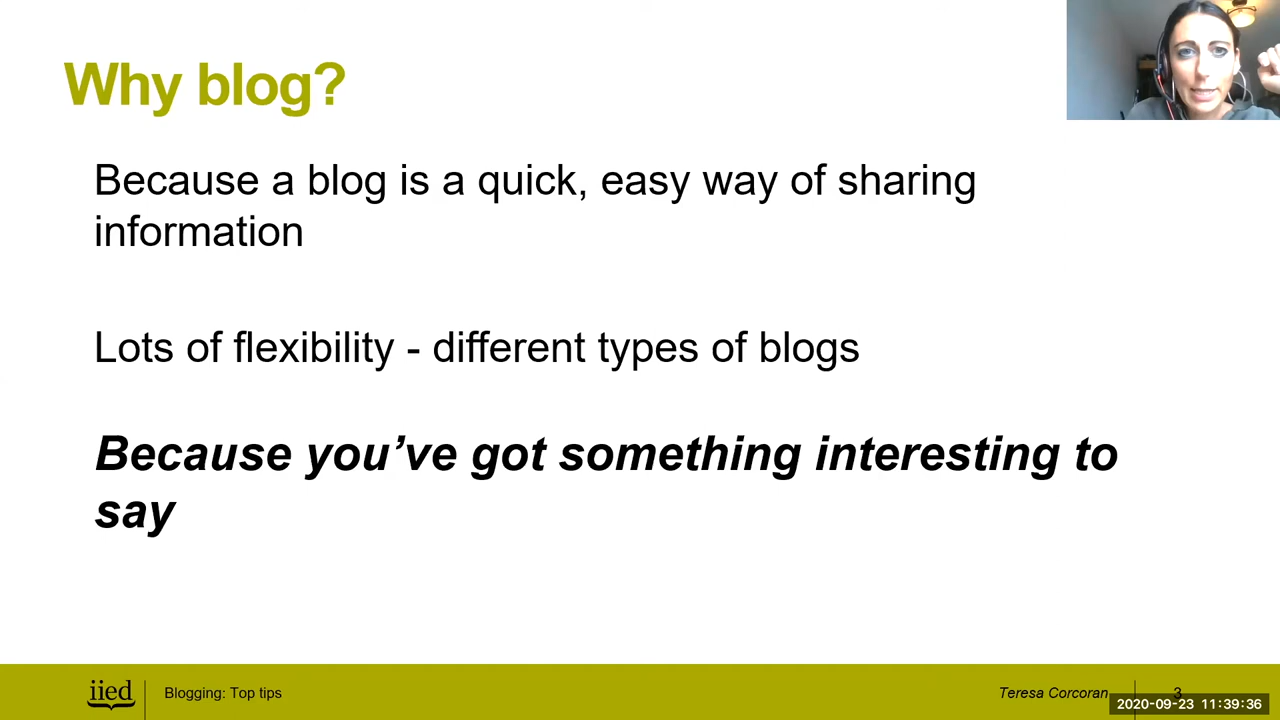 Why blog?
Because a blog is a quick, easy way of sharing
information
Lots of flexibility - different types of blogs
Because you’ve got something interesting to
say
iied
Blogging: Top tips
Teresa Corcoran
3
2020-09-23 11:39:36